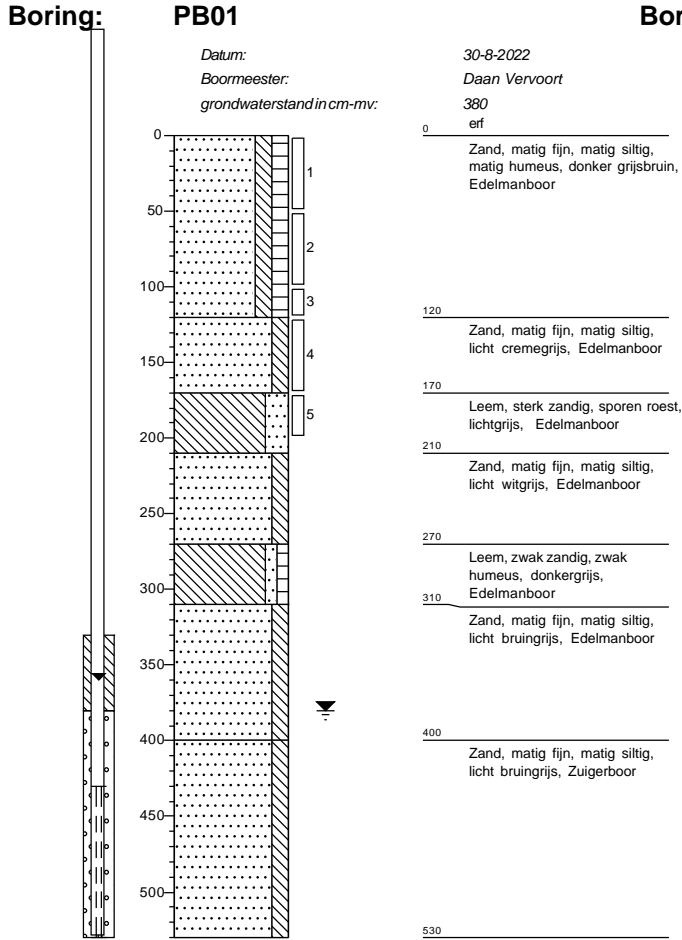 Boring: PB01
Bor
Datum: 30-8-2022
Boormeester: Daan Vervoort
grondwaterstand in cm-mv: 380
0 erf
Zand, matig fijn, matig siltig,
matig humeus, donker grijsbruin,
Edelmanboor
120
Zand, matig fijn, matig siltig,
licht cremegrijs, Edelmanboor
170
Leem, sterk zandig, sporen roest,
lichtgrijs, Edelmanboor
210
Zand, matig fijn, matig siltig,
licht witgrijs, Edelmanboor
270
Leem, zwak zandig, zwak
humeus, donkergrijs,
Edelmanboor
310
Zand, matig fijn, matig siltig,
licht bruingrijs, Edelmanboor
400
Zand, matig fijn, matig siltig,
licht bruingrijs, Zuigerboor
530
0
50
100
150
200
250
300
350
400
450
500
1
2
3
4
5